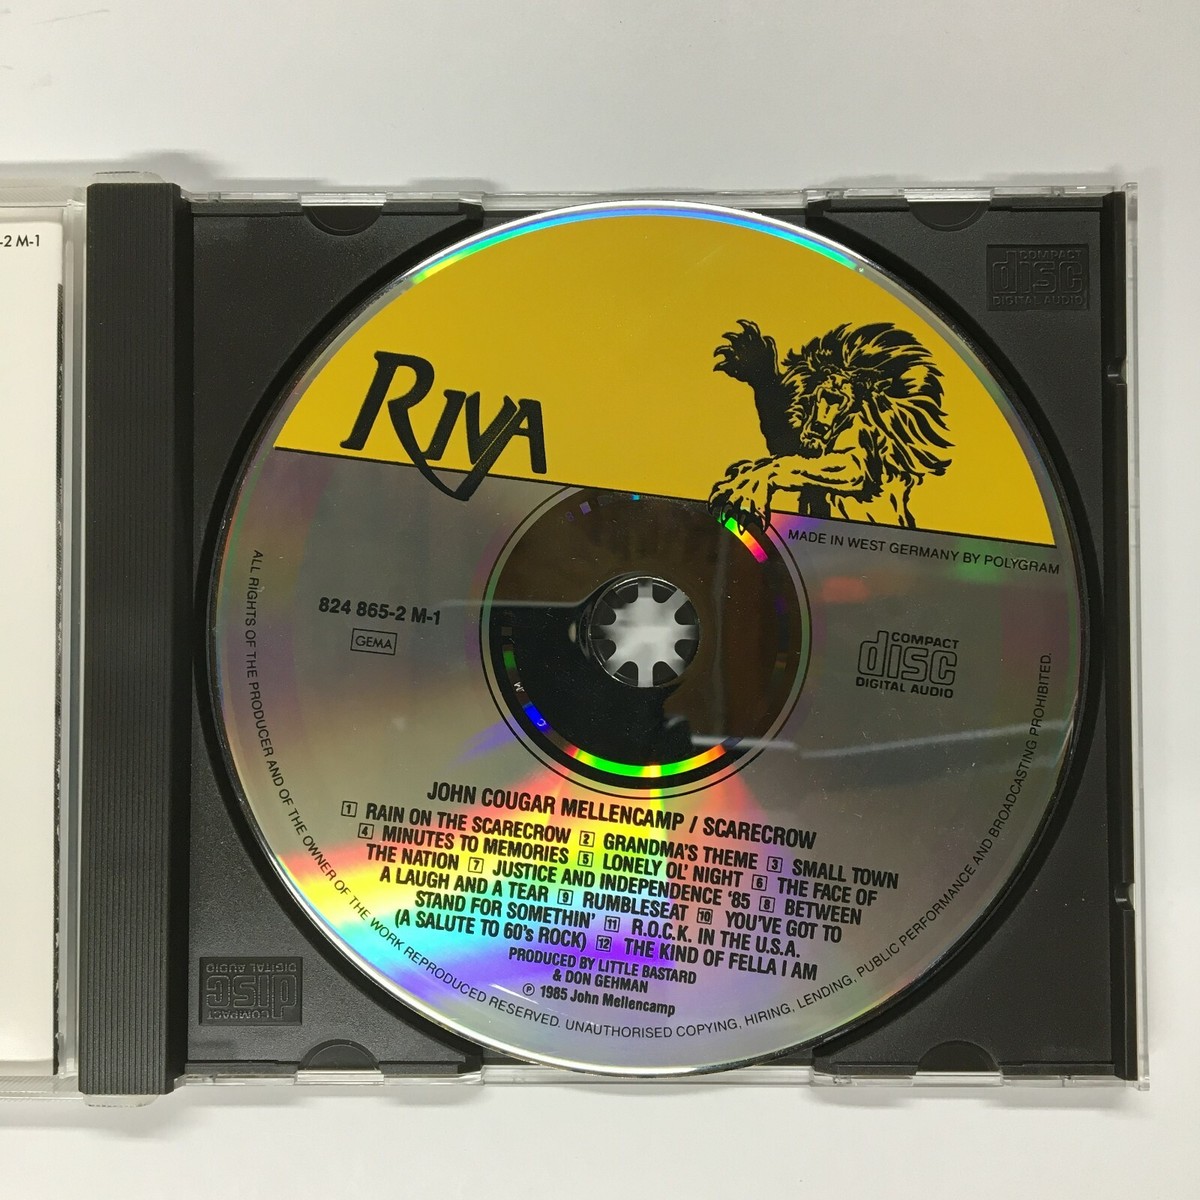 -2 M-1
COMPACT
disc
DIGITAL AUDIO
RIVA
MADE IN WEST GERMANY BY POLYGRAM
824 865-2 M-1
GEMA
COMPACT
disc
DIGITAL AUDIO
JOHN COUGAR MELLENCAMP / SCARECROW
1 RAIN ON THE SCARECROW 2 GRANDMA'S THEME 3 SMALL TOWN
4 MINUTES TO MEMORIES 5 LONELY OL' NIGHT 6 THE FACE OF
THE NATION 7 JUSTICE AND INDEPENDENCE '85 8 BETWEEN
A LAUGH AND A TEAR 9 RUMBLESEAT 10 YOU'VE GOT TO
STAND FOR SOMETHIN' 11 R.O.C.K. IN THE U.S.A.
(A SALUTE TO 60's ROCK) 12 THE KIND OF FELLA I AM
PRODUCED BY LITTLE BASTARD
& DON GEHMAN
℗ 1985 John Mellencamp
ALL RIGHTS OF THE PRODUCER AND OF THE OWNER OF THE WORK REPRODUCED RESERVED. UNAUTHORISED COPYING, HIRING, LENDING, PUBLIC PERFORMANCE AND BROADCASTING PROHIBITED.
COMPACT
disc
DIGITAL AUDIO